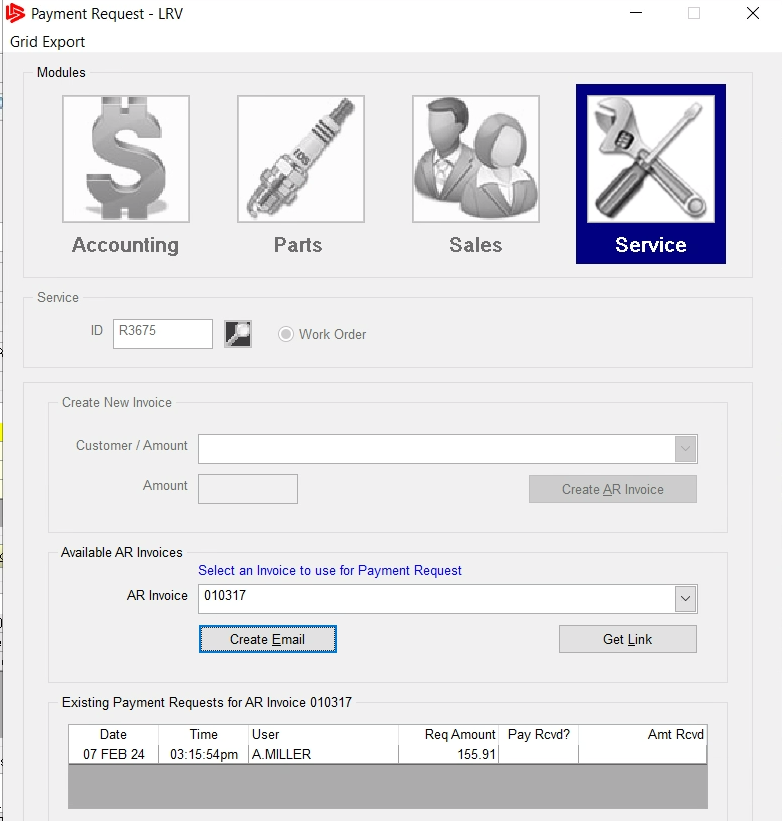 Payment Request - LRV
Grid Export
Modules
IDS
Accounting
Parts
Sales
Service
Service
ID R3675 Work Order
Create New Invoice
Customer / Amount
Amount Create AR Invoice
Available AR Invoices
Select an Invoice to use for Payment Request
AR Invoice 010317
Create Email Get Link
Existing Payment Requests for AR Invoice 010317
Date Time User Req Amount Pay Rcvd? Amt Rcvd
07 FEB 24 03:15:54pm A.MILLER 155.91